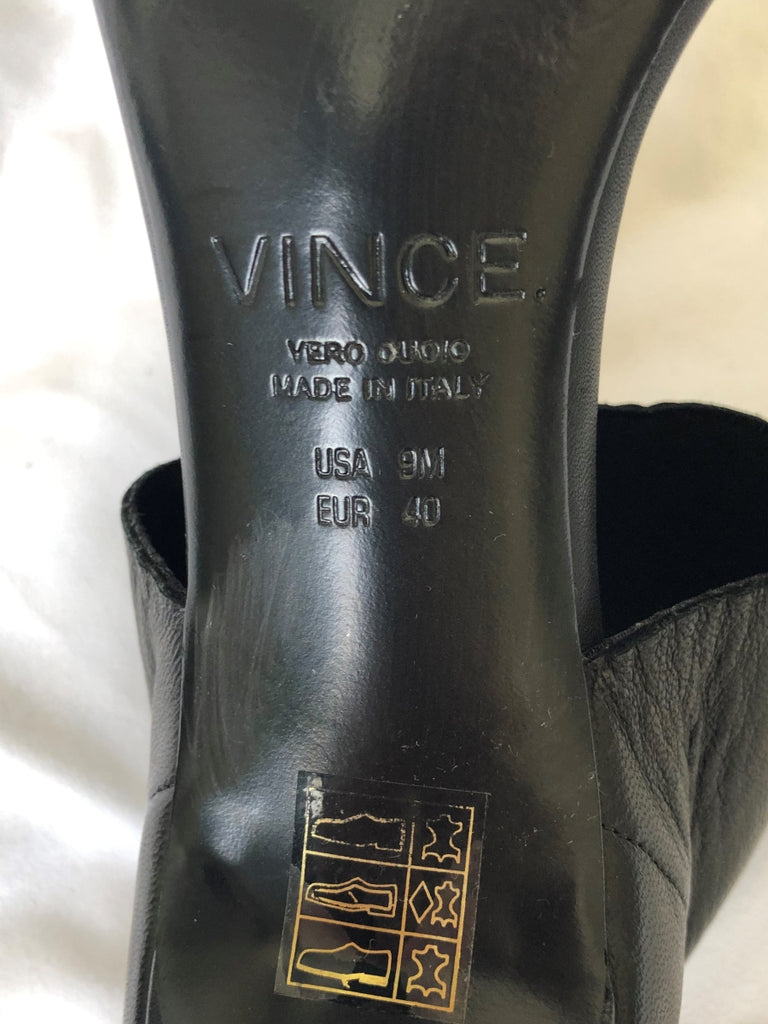 VINCE.
VERO CUOIO
MADE IN ITALY
USA 9M
EUR 40